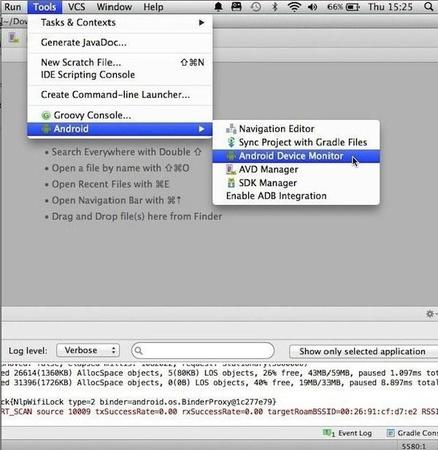 Run Tools VCS Window Help 66% Thu 15:25
Tasks & Contexts
Generate JavaDoc...
New Scratch File... ⇧⌘N
IDE Scripting Console
Create Command-line Launcher...
Groovy Console...
Android
Navigation Editor
Sync Project with Gradle Files
Android Device Monitor
AVD Manager
SDK Manager
Enable ADB Integration
• Search Everywhere with Double ⇧
• Open a file by name with ⇧⌘O
• Open Recent Files with ⌘E
• Open Navigation Bar with ⌘↑
• Drag and Drop file(s) here from Finder
Log level: Verbose Show only selected application
ed 26614(1360KB) AllocSpace objects, 5(80KB) LOS objects, 26% free, 43MB/59MB, paused 1.097ms tot
ed 31396(1726KB) AllocSpace objects, 0(0B) LOS objects, 40% free, 19MB/33MB, paused 8.897ms total
ck{NlpWifiLock type=2 binder=android.os.BinderProxy@1c277e79}
RT_SCAN source 10009 txSuccessRate=0.00 rxSuccessRate=0.00 targetRoamBSSID=00:26:91:cf:d7:e2 RSSI
Event Log Gradle Cons
5580:1